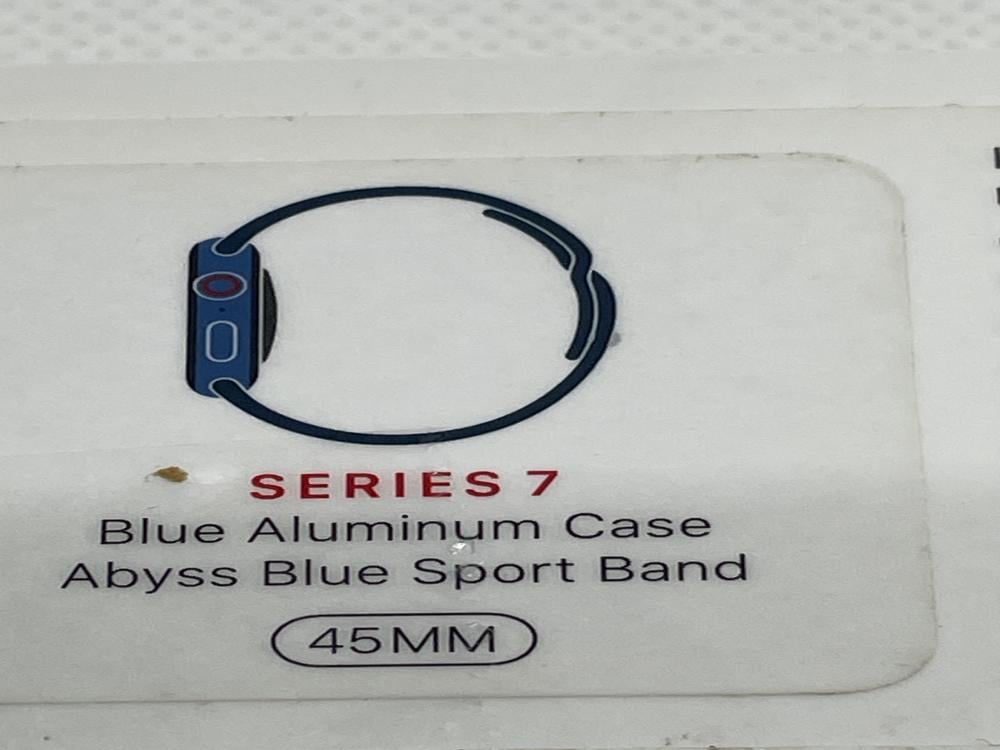 SERIES 7
Blue Aluminum Case
Abyss Blue Sport Band
45MM